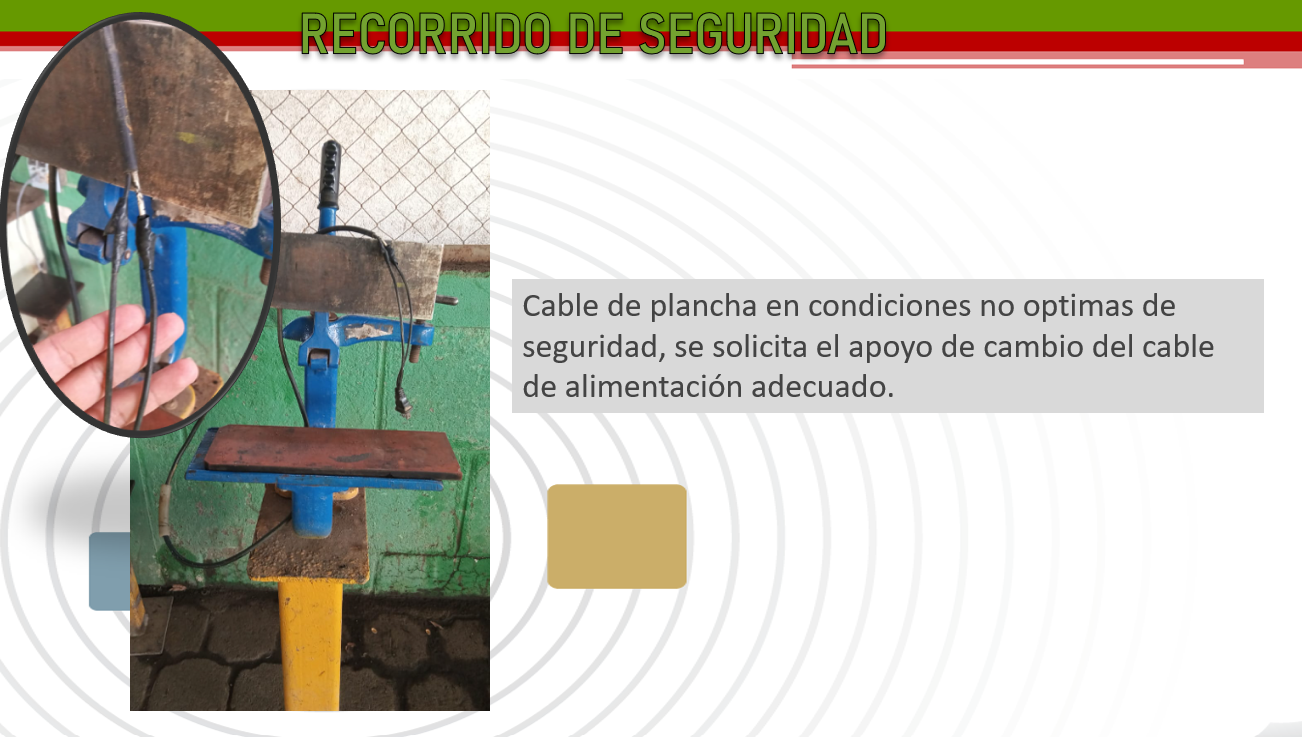 RECORRIDO DE SEGURIDAD
Cable de plancha en condiciones no optimas de
seguridad, se solicita el apoyo de cambio del cable
de alimentación adecuado.